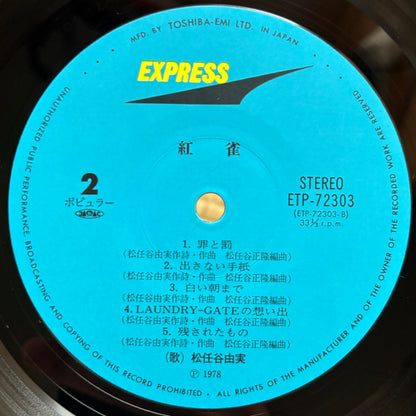 MFD. BY TOSHIBA-EMI LTD. IN JAPAN
EXPRESS
紅雀
2
ポピュラー
JASRAC
STEREO
ETP-72303
(ETP-72303-B)
33⅓ r.p.m.
1. 罪と罰
(松任谷由実作詩・作曲 松任谷正隆編曲)
2. 出さない手紙
(松任谷由実作詩・作曲 松任谷正隆編曲)
3. 白い朝まで
(松任谷由実作詩・作曲 松任谷正隆編曲)
4. LAUNDRY-GATEの想い出
(松任谷由実作詩・作曲 松任谷正隆編曲)
5. 残されたもの
(松任谷由実作詩・作曲 松任谷正隆編曲)
(歌) 松任谷由実
Ⓟ 1978
UNAUTHORIZED PUBLIC PERFORMANCE, BROADCASTING AND COPYING OF THIS RECORD PROHIBITED • ALL RIGHTS OF THE MANUFACTURER AND OF THE OWNER OF THE RECORDED WORK ARE RESERVED